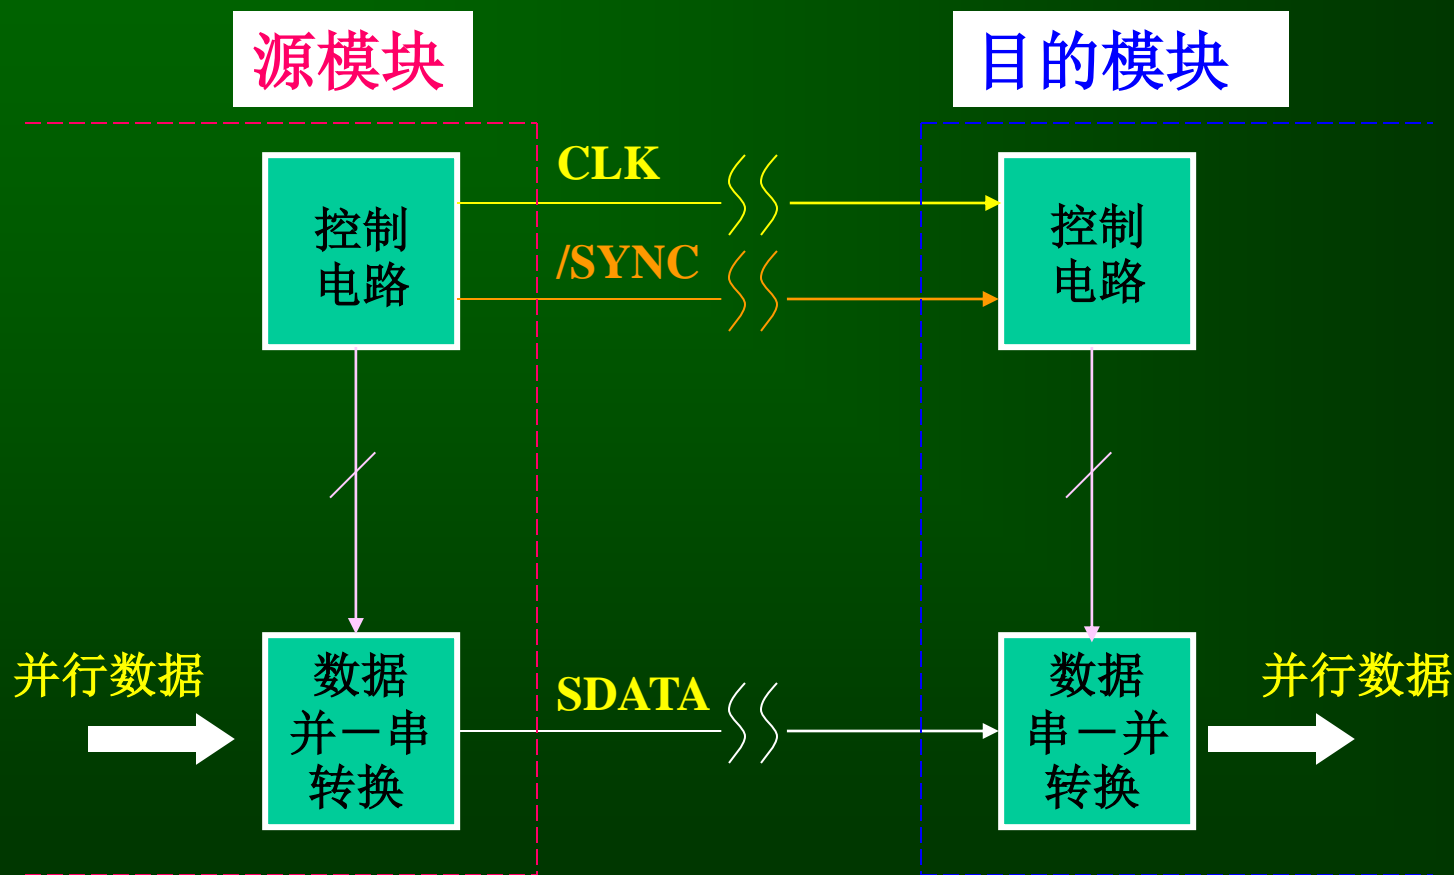 源模块
目的模块
CLK
/SYNC
控制
电路
控制
电路
并行数据
数据
并－串
转换
SDATA
数据
串－并
转换
并行数据